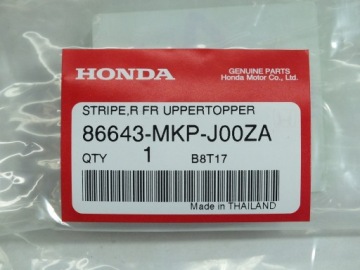 HONDA
GENUINE PARTS
Honda Motor Co., Ltd.
STRIPE,R FR UPPERTOPPER
86643-MKP-J00ZA
QTY 1 B8T17
Made in THAILAND